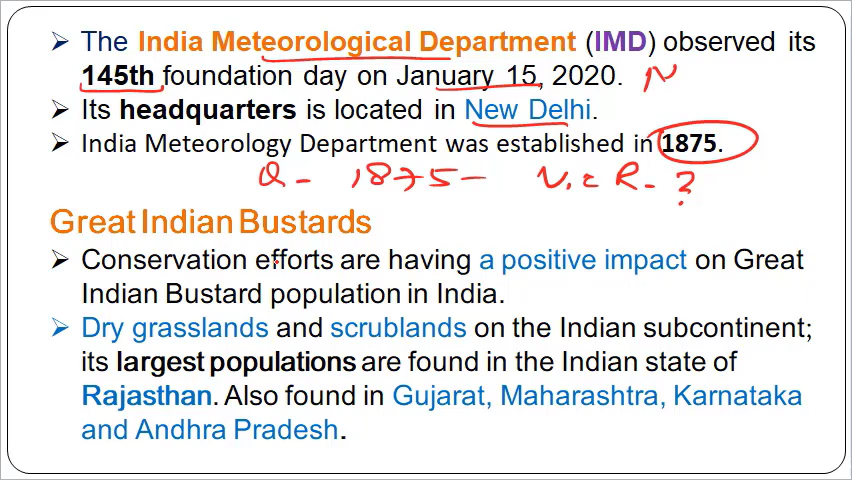 ➢ The India Meteorological Department (IMD) observed its
145th foundation day on January 15, 2020. N
➢ Its headquarters is located in New Delhi.
➢ India Meteorology Department was established in 1875.
Q - 1875 - V. R - ?
Great Indian Bustards
➢ Conservation efforts are having a positive impact on Great
Indian Bustard population in India.
➢ Dry grasslands and scrublands on the Indian subcontinent;
its largest populations are found in the Indian state of
Rajasthan. Also found in Gujarat, Maharashtra, Karnataka
and Andhra Pradesh.